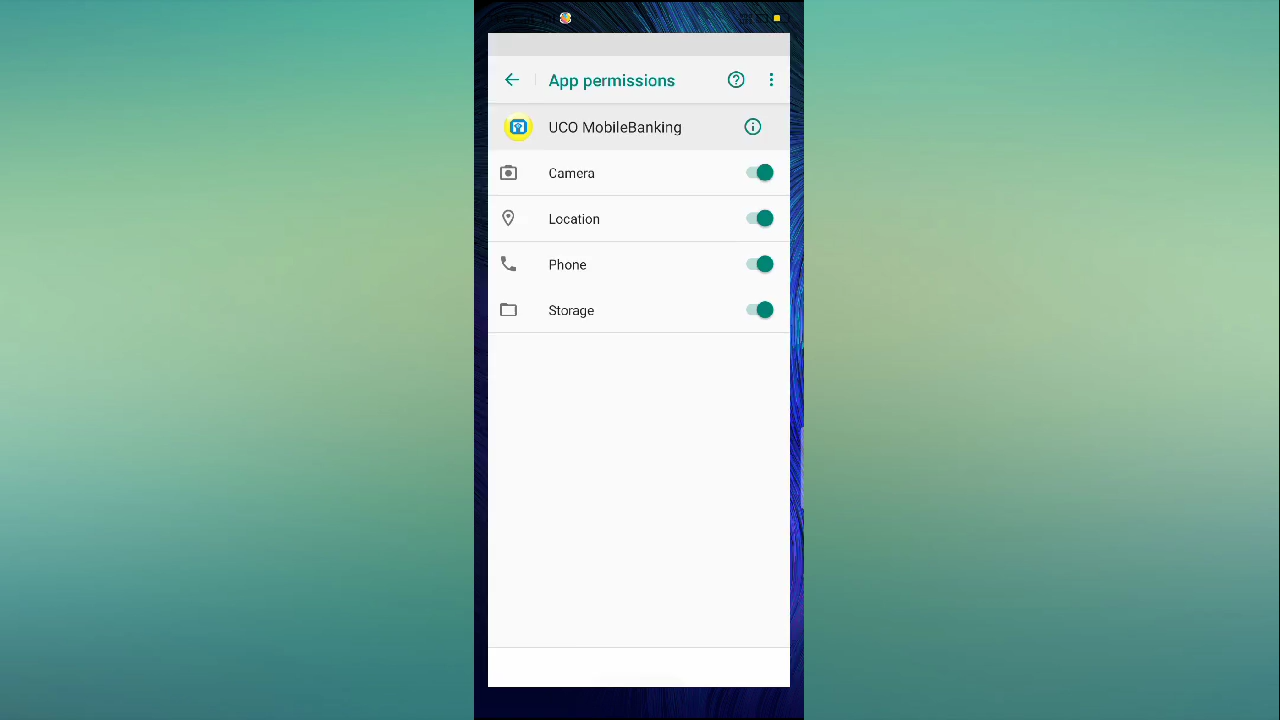 App permissions
UCO MobileBanking
Camera
Location
Phone
Storage